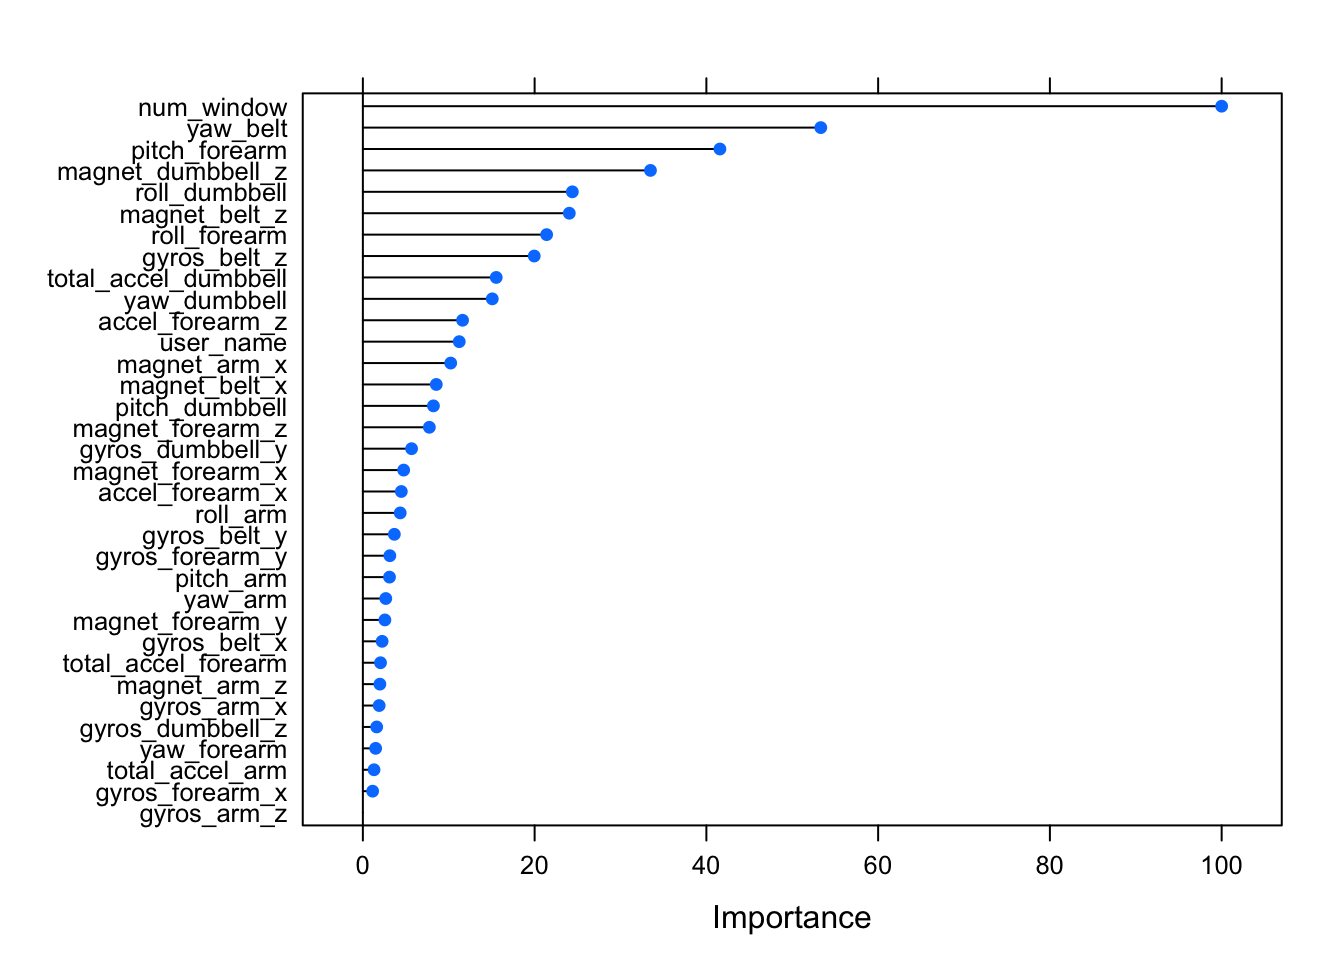 num_window
yaw_belt
pitch_forearm
magnet_dumbbell_z
roll_dumbbell
magnet_belt_z
roll_forearm
gyros_belt_z
total_accel_dumbbell
yaw_dumbbell
accel_forearm_z
user_name
magnet_arm_x
magnet_belt_x
pitch_dumbbell
magnet_forearm_z
gyros_dumbbell_y
magnet_forearm_x
accel_forearm_x
roll_arm
gyros_belt_y
gyros_forearm_y
pitch_arm
yaw_arm
magnet_forearm_y
gyros_belt_x
total_accel_forearm
magnet_arm_z
gyros_arm_x
gyros_dumbbell_z
yaw_forearm
total_accel_arm
gyros_forearm_x
gyros_arm_z
0 20 40 60 80 100
Importance